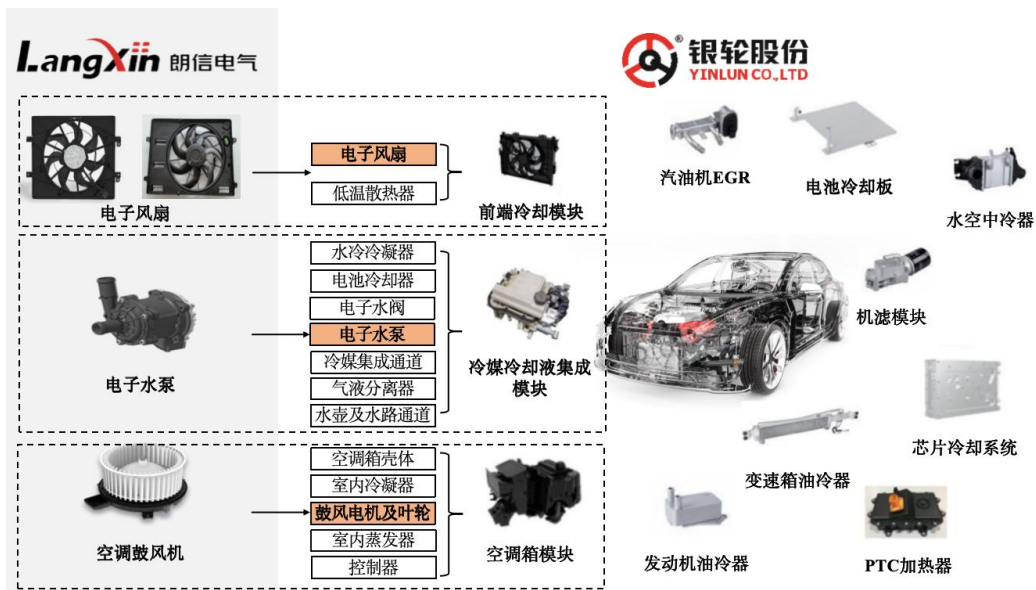 LangXin 朗信电气
银轮股份
YINLUN CO.,LTD
®
电子风扇
电子风扇
低温散热器
前端冷却模块
汽油机EGR
电池冷却板
水空中冷器
电子水泵
水冷冷凝器
电池冷却器
电子水阀
电子水泵
冷媒集成通道
气液分离器
水壶及水路通道
冷媒冷却液集成
模块
机滤模块
芯片冷却系统
变速箱油冷器
空调鼓风机
空调箱壳体
室内冷凝器
鼓风电机及叶轮
室内蒸发器
控制器
空调箱模块
发动机油冷器
PTC加热器